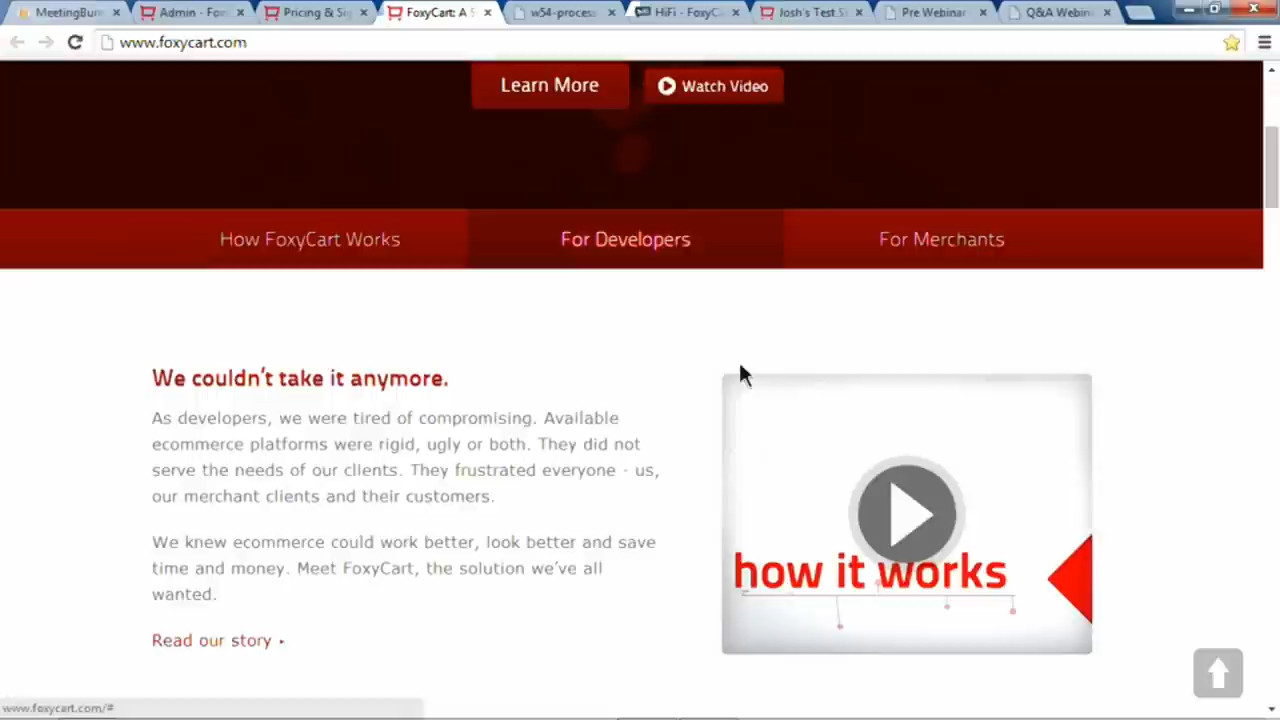 MeetingBurn
Admin - Fox
Pricing & Sig
FoxyCart: A S
w54-process
HiFi - FoxyC
Josh's Test S
Pre Webinar
Q&A Webin
www.foxycart.com
Learn More
Watch Video
How FoxyCart Works
For Developers
For Merchants
We couldn't take it anymore.
As developers, we were tired of compromising. Available
ecommerce platforms were rigid, ugly or both. They did not
serve the needs of our clients. They frustrated everyone - us,
our merchant clients and their customers.
We knew ecommerce could work better, look better and save
time and money. Meet FoxyCart, the solution we've all
wanted.
Read our story
how it works
www.foxycart.com/#